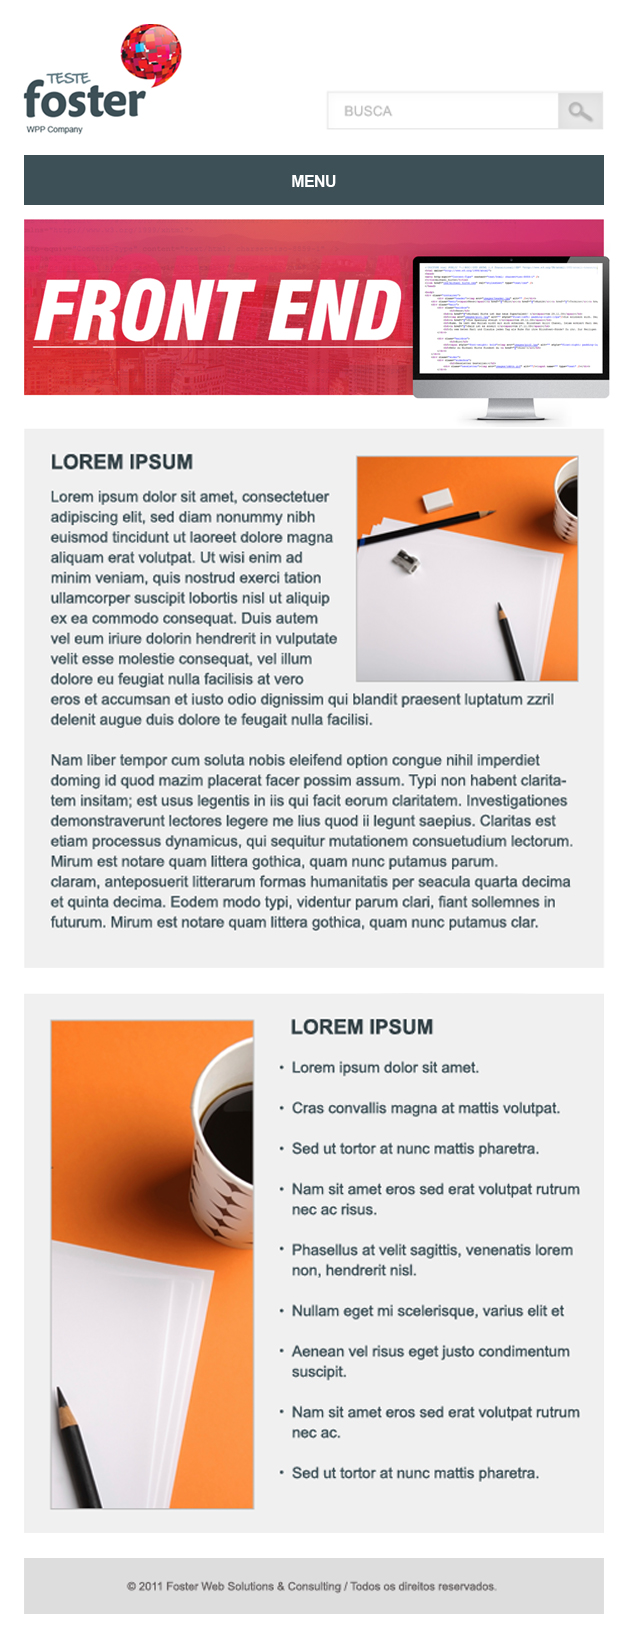 TESTE
foster
WPP Company
BUSCA
MENU
FRONT END
LOREM IPSUM
Lorem ipsum dolor sit amet, consectetuer
adipiscing elit, sed diam nonummy nibh
euismod tincidunt ut laoreet dolore magna
aliquam erat volutpat. Ut wisi enim ad
minim veniam, quis nostrud exerci tation
ullamcorper suscipit lobortis nisl ut aliquip
ex ea commodo consequat. Duis autem
vel eum iriure dolorin hendrerit in vulputate
velit esse molestie consequat, vel illum
dolore eu feugiat nulla facilisis at vero
eros et accumsan et iusto odio dignissim qui blandit praesent luptatum zzril
delenit augue duis dolore te feugait nulla facilisi.
Nam liber tempor cum soluta nobis eleifend option congue nihil imperdiet
doming id quod mazim placerat facer possim assum. Typi non habent clarita-
tem insitam; est usus legentis in iis qui facit eorum claritatem. Investigationes
demonstraverunt lectores legere me lius quod ii legunt saepius. Claritas est
etiam processus dynamicus, qui sequitur mutationem consuetudium lectorum.
Mirum est notare quam littera gothica, quam nunc putamus parum.
claram, anteposuerit litterarum formas humanitatis per seacula quarta decima
et quinta decima. Eodem modo typi, videntur parum clari, fiant sollemnes in
futurum. Mirum est notare quam littera gothica, quam nunc putamus clar.
LOREM IPSUM
• Lorem ipsum dolor sit amet.
• Cras convallis magna at mattis volutpat.
• Sed ut tortor at nunc mattis pharetra.
• Nam sit amet eros sed erat volutpat rutrum
nec ac risus.
• Phasellus at velit sagittis, venenatis lorem
non, hendrerit nisl.
• Nullam eget mi scelerisque, varius elit et
• Aenean vel risus eget justo condimentum
suscipit.
• Nam sit amet eros sed erat volutpat rutrum
nec ac.
• Sed ut tortor at nunc mattis pharetra.
© 2011 Foster Web Solutions & Consulting / Todos os direitos reservados.